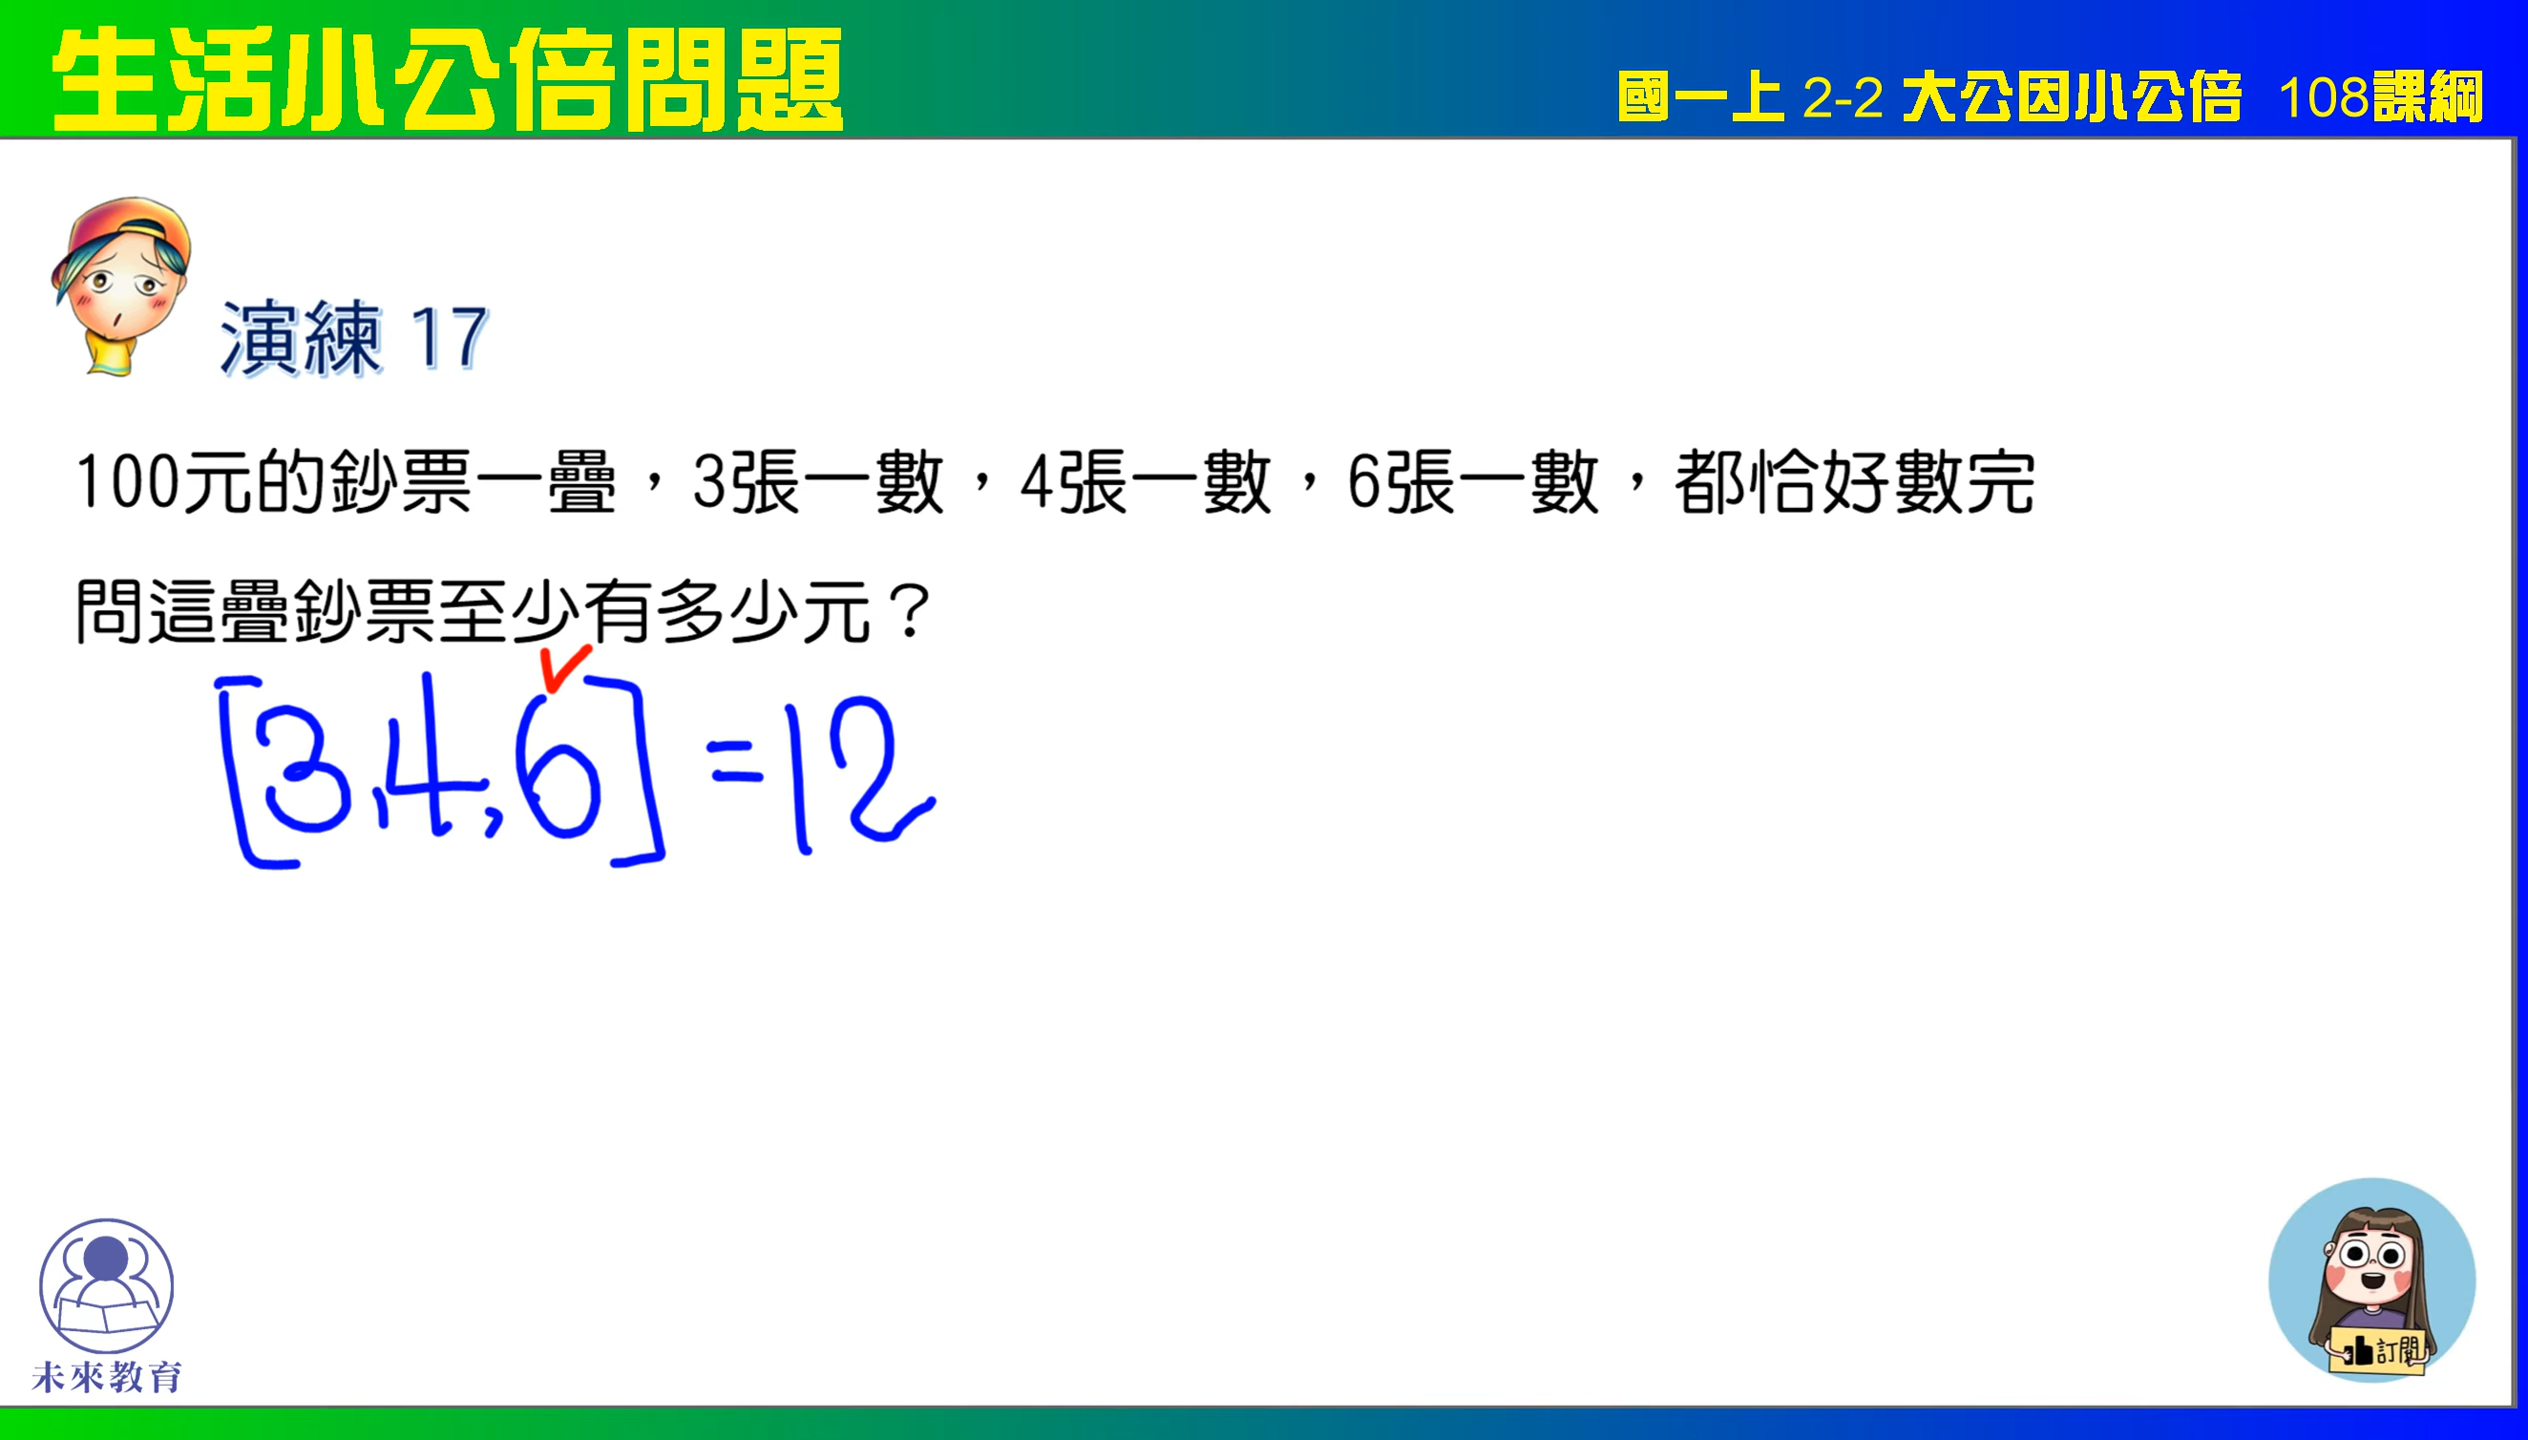 生活小公倍問題
國一上 2-2 大公因小公倍 108課綱
演練 17
100元的鈔票一疊，3張一數，4張一數，6張一數，都恰好數完
問這疊鈔票至少有多少元？
[3,4,6] = 12
未來教育
訂閱